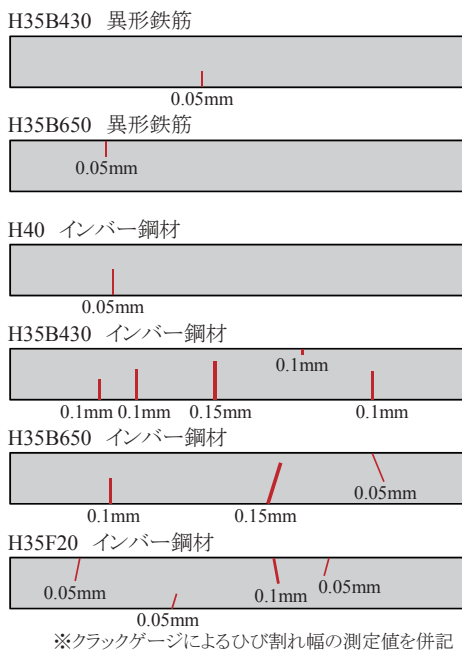 H35B430 異形鉄筋
0.05mm
H35B650 異形鉄筋
0.05mm
H40 インバー鋼材
0.05mm
H35B430 インバー鋼材
0.1mm
0.1mm 0.1mm 0.15mm 0.1mm
H35B650 インバー鋼材
0.05mm
0.1mm 0.15mm
H35F20 インバー鋼材
0.05mm 0.1mm 0.05mm
0.05mm
※クラックゲージによるひび割れ幅の測定値を併記